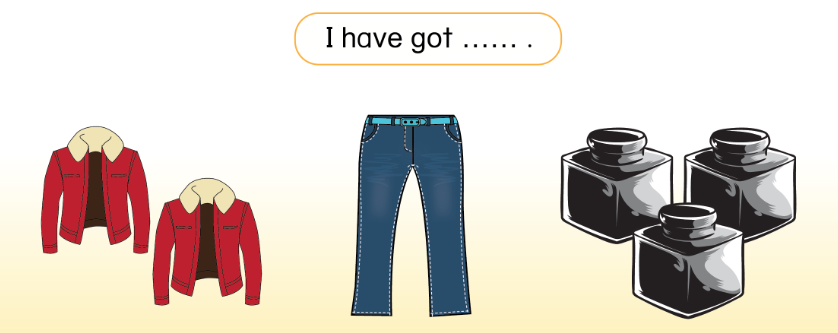 I have got ...... .